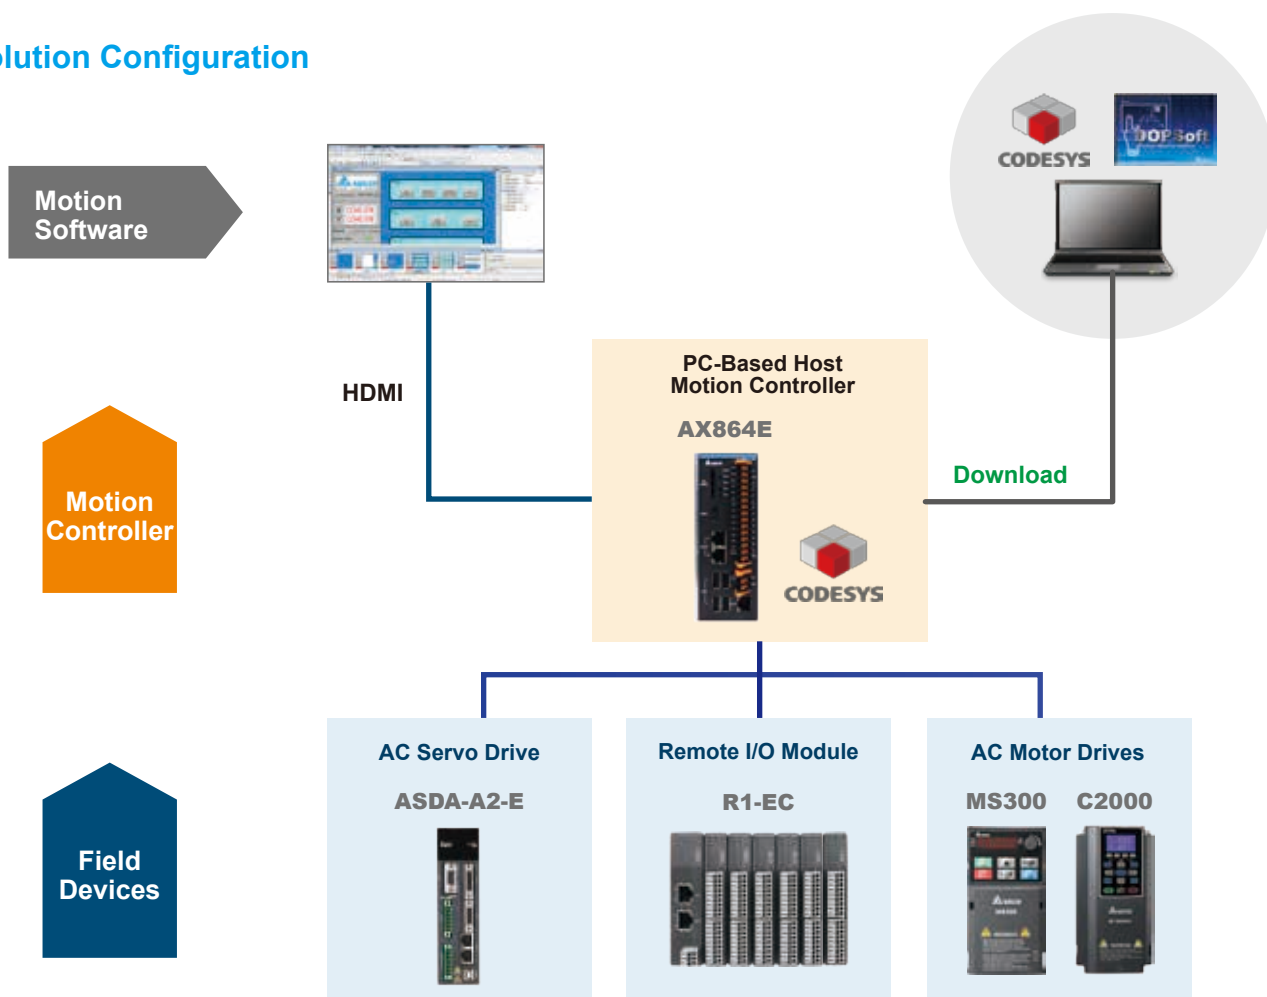 olution Configuration
CODESYS
DOPSoft
Motion
Software
PC-Based Host
Motion Controller
HDMI
AX864E
Download
Motion
Controller
CODESYS
AC Servo Drive
Remote I/O Module
AC Motor Drives
ASDA-A2-E
R1-EC
MS300
C2000
Field
Devices